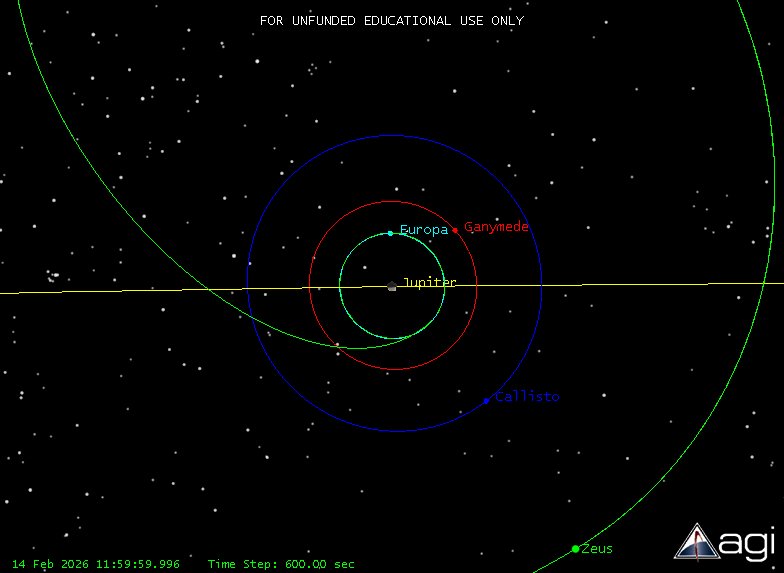 FOR UNFUNDED EDUCATIONAL USE ONLY
Europa
Ganymede
Jupiter
Callisto
Zeus
agi
14 Feb 2026 11:59:59.996 Time Step: 600.00 sec